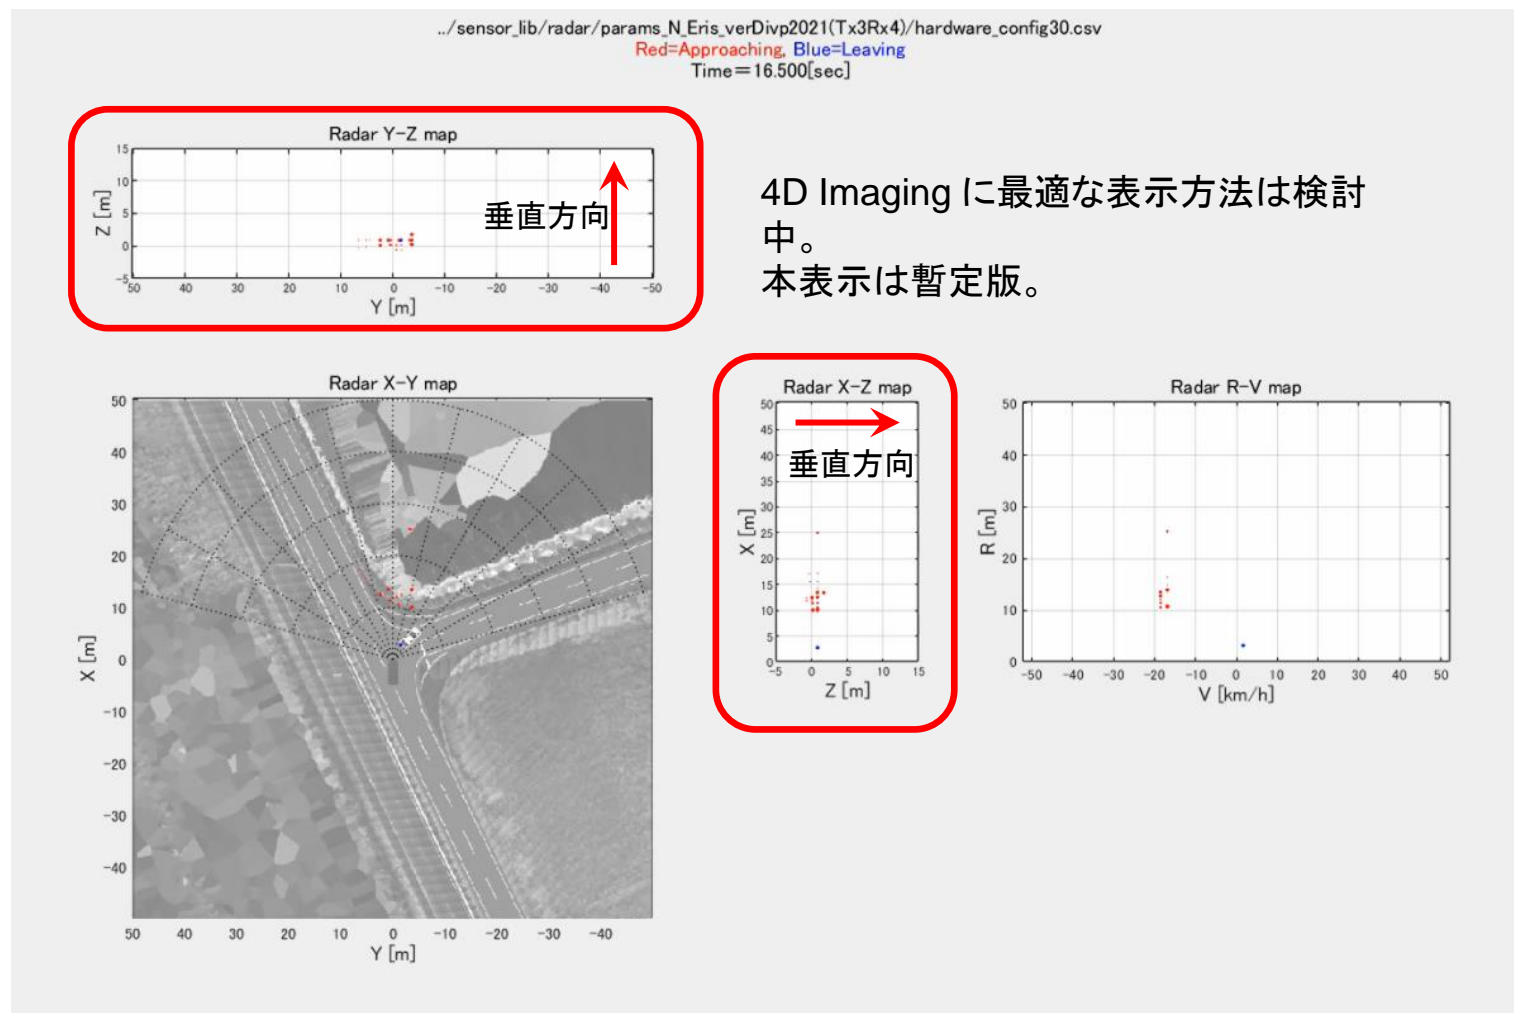 ../sensor_lib/radar/params_N_Eris_verDivp2021(Tx3Rx4)/hardware_config30.csv
Red=Approaching, Blue=Leaving
Time=16.500[sec]
Radar Y-Z map
15
10
5
0
-5
Z [m]
垂直方向
50 40 30 20 10 0 -10 -20 -30 -40 -50
Y [m]
4D Imaging に最適な表示方法は検討
中。
本表示は暫定版。
Radar X-Y map
50
40
30
20
10
0
-10
-20
-30
-40
X [m]
50 40 30 20 10 0 -10 -20 -30 -40
Y [m]
Radar X-Z map
50
45
40
35
30
25
20
15
10
5
0
X [m]
垂直方向
-5 0 5 10 15
Z [m]
Radar R-V map
50
40
30
20
10
0
R [m]
-50 -40 -30 -20 -10 0 10 20 30 40 50
V [km/h]